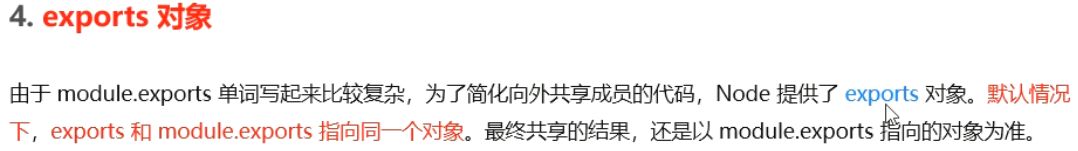 4. exports 对象
由于 module.exports 单词写起来比较复杂，为了简化向外共享成员的代码，Node 提供了 exports 对象。默认情况
下，exports 和 module.exports 指向同一个对象。最终共享的结果，还是以 module.exports 指向的对象为准。